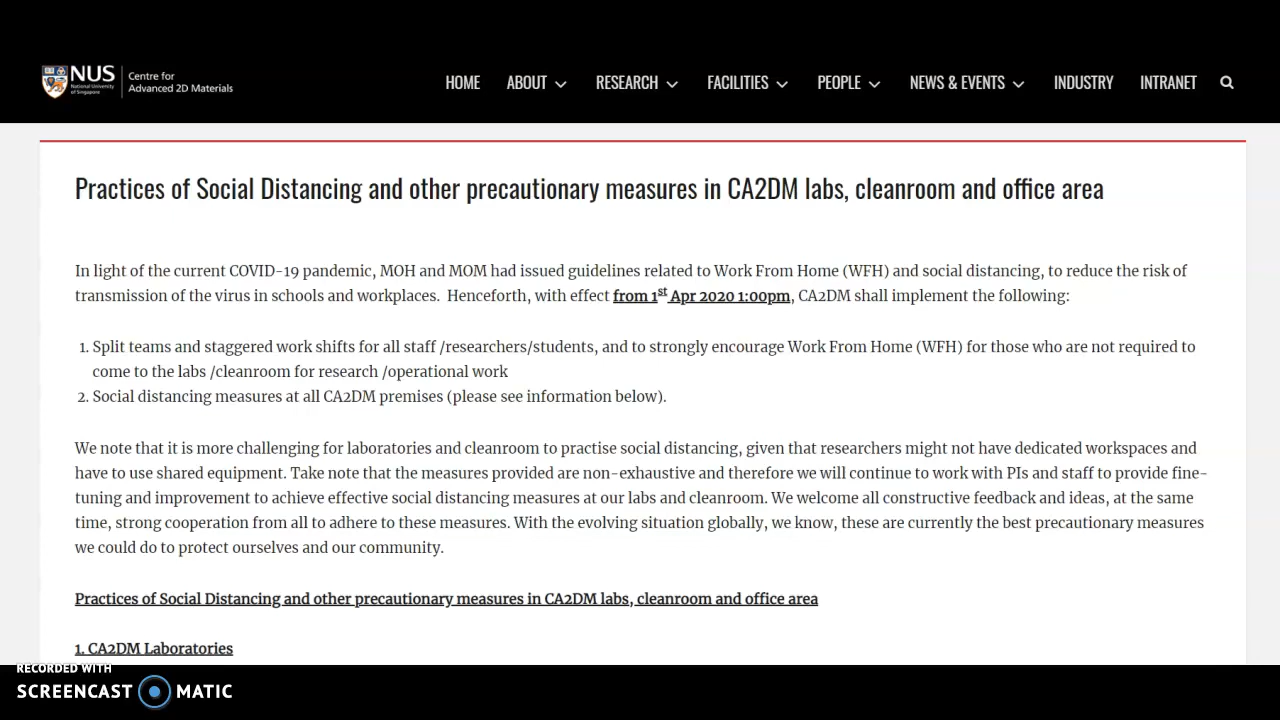 NUS
National University
of Singapore
Centre for
Advanced 2D Materials
HOME ABOUT RESEARCH FACILITIES PEOPLE NEWS & EVENTS INDUSTRY INTRANET
Practices of Social Distancing and other precautionary measures in CA2DM labs, cleanroom and office area
In light of the current COVID-19 pandemic, MOH and MOM had issued guidelines related to Work From Home (WFH) and social distancing, to reduce the risk of
transmission of the virus in schools and workplaces. Henceforth, with effect from 1st Apr 2020 1:00pm, CA2DM shall implement the following:
1. Split teams and staggered work shifts for all staff /researchers/students, and to strongly encourage Work From Home (WFH) for those who are not required to
come to the labs /cleanroom for research /operational work
2. Social distancing measures at all CA2DM premises (please see information below).
We note that it is more challenging for laboratories and cleanroom to practise social distancing, given that researchers might not have dedicated workspaces and
have to use shared equipment. Take note that the measures provided are non-exhaustive and therefore we will continue to work with PIs and staff to provide fine-
tuning and improvement to achieve effective social distancing measures at our labs and cleanroom. We welcome all constructive feedback and ideas, at the same
time, strong cooperation from all to adhere to these measures. With the evolving situation globally, we know, these are currently the best precautionary measures
we could do to protect ourselves and our community.
Practices of Social Distancing and other precautionary measures in CA2DM labs, cleanroom and office area
1. CA2DM Laboratories
RECORDED WITH
SCREENCAST MATIC